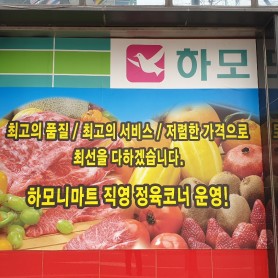 하모
최고의 품질 / 최고의 서비스 / 저렴한 가격으로
최선을 다하겠습니다.
하모니마트 직영 정육코너 운영!